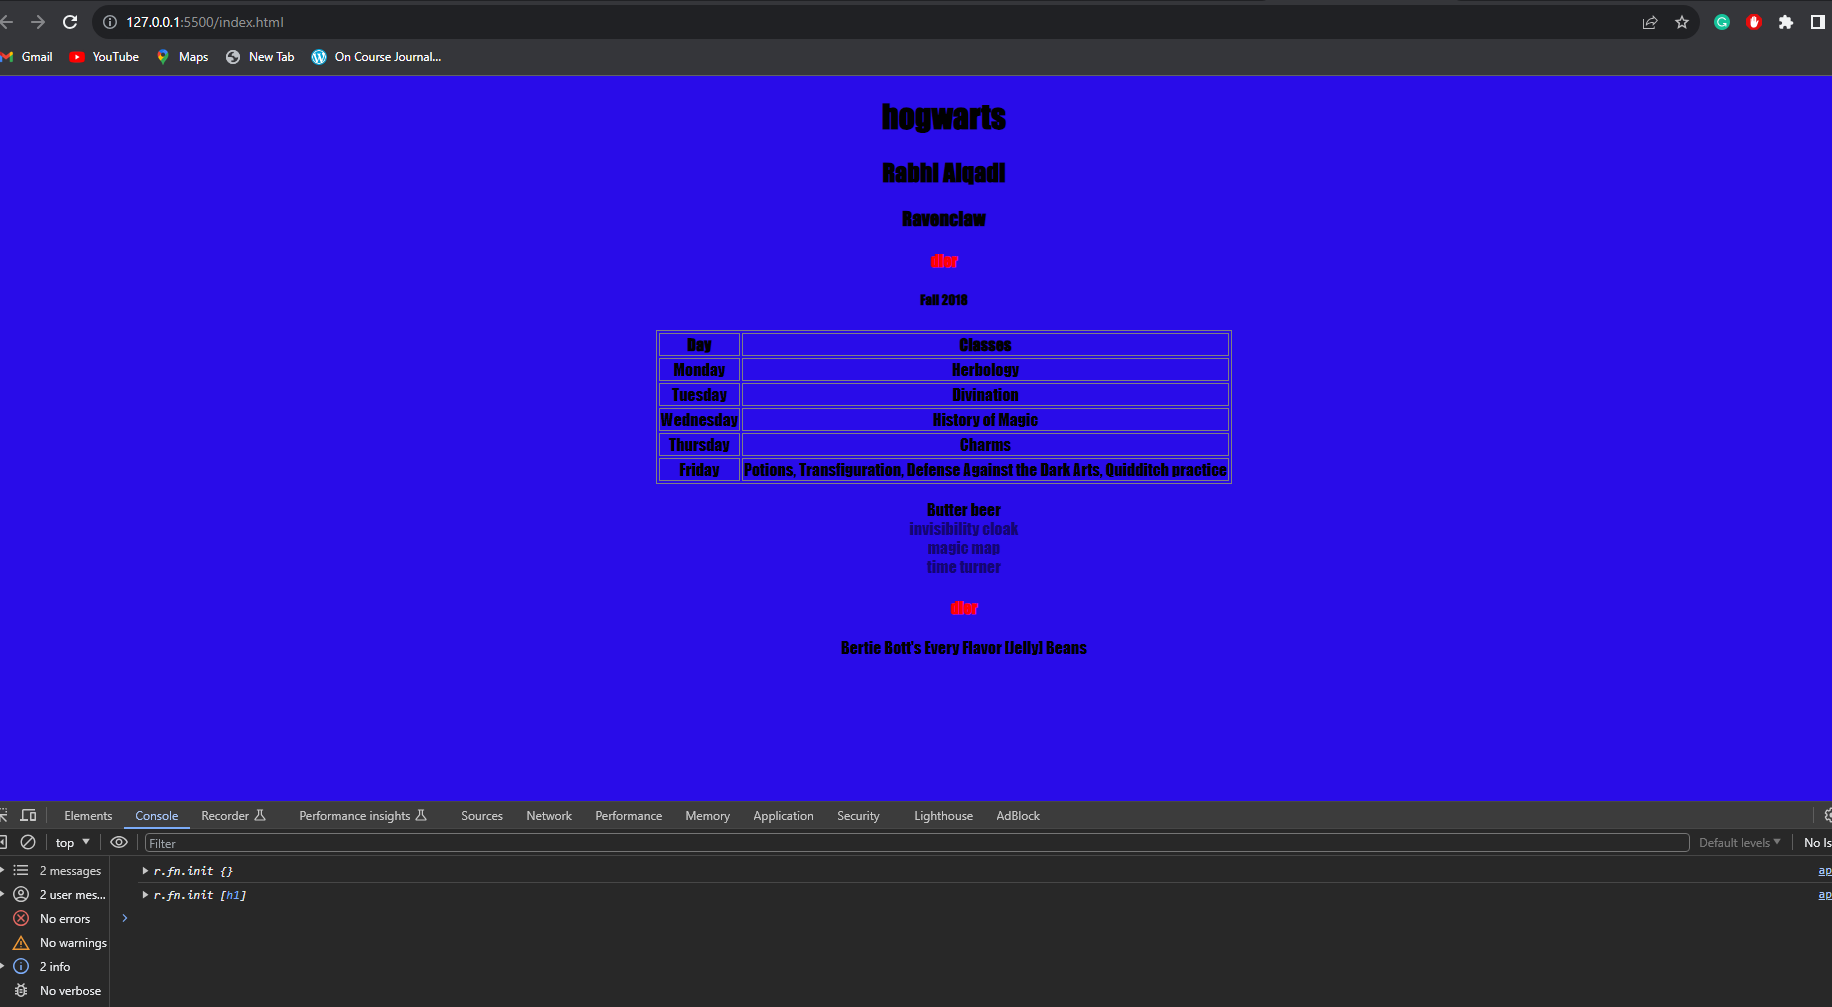 127.0.0.1:5500/index.html
Gmail YouTube Maps New Tab On Course Journal...
hogwarts
Rabhi Alqadi
Ravenclaw
dior
Fall 2018
Day Classes
Monday Herbology
Tuesday Divination
Wednesday History of Magic
Thursday Charms
Friday Potions, Transfiguration, Defense Against the Dark Arts, Quidditch practice
Butter beer
invisibility cloak
magic map
time turner
dior
Bertie Bott's Every Flavor [Jelly] Beans
Elements Console Recorder Performance insights Sources Network Performance Memory Application Security Lighthouse AdBlock
top Filter Default levels No Is
2 messages r.fn.init {} ap
2 user mes... r.fn.init [h1] ap
No errors
No warnings
2 info
No verbose